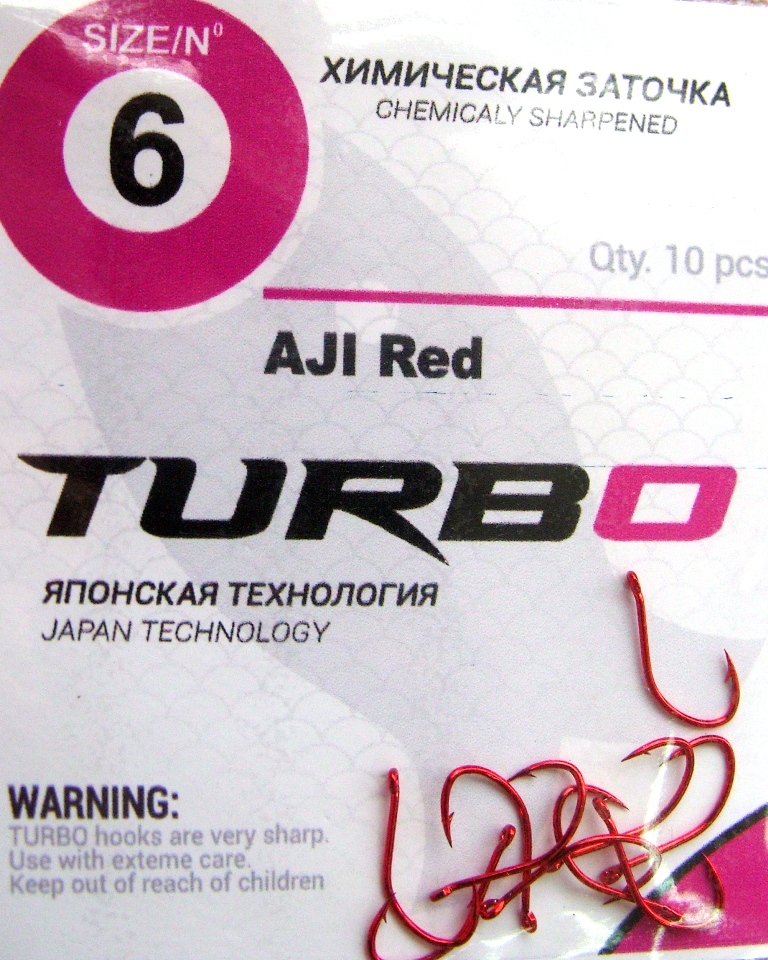 SIZE/Nº
6
ХИМИЧЕСКАЯ ЗАТОЧКА
CHEMICALY SHARPENED
Qty. 10 pcs
AJI Red
TURBO
ЯПОНСКАЯ ТЕХНОЛОГИЯ
JAPAN TECHNOLOGY
WARNING:
TURBO hooks are very sharp.
Use with exteme care.
Keep out of reach of children